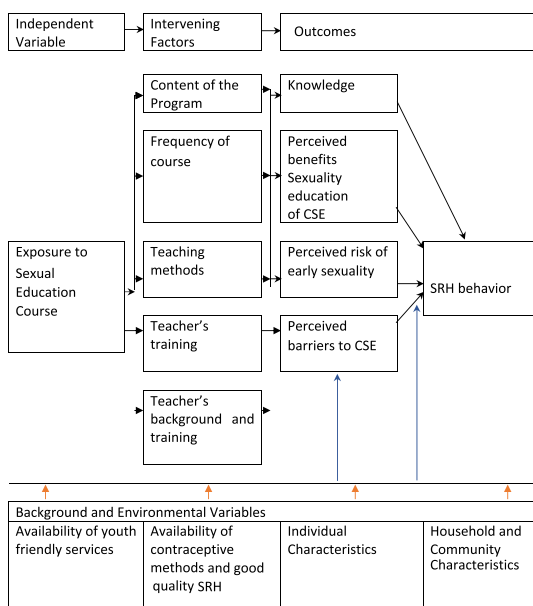 Independent
Variable
Intervening
Factors
Outcomes
Content of the
Program
Knowledge
Frequency of
course
Perceived
benefits
Sexuality
education
of CSE
Exposure to
Sexual
Education
Course
Teaching
methods
Perceived risk of
early sexuality
SRH behavior
Teacher's
training
Perceived
barriers to CSE
Teacher's
background and
training
Background and Environmental Variables
Availability of youth
friendly services
Availability of
contraceptive
methods and good
quality SRH
Individual
Characteristics
Household and
Community
Characteristics